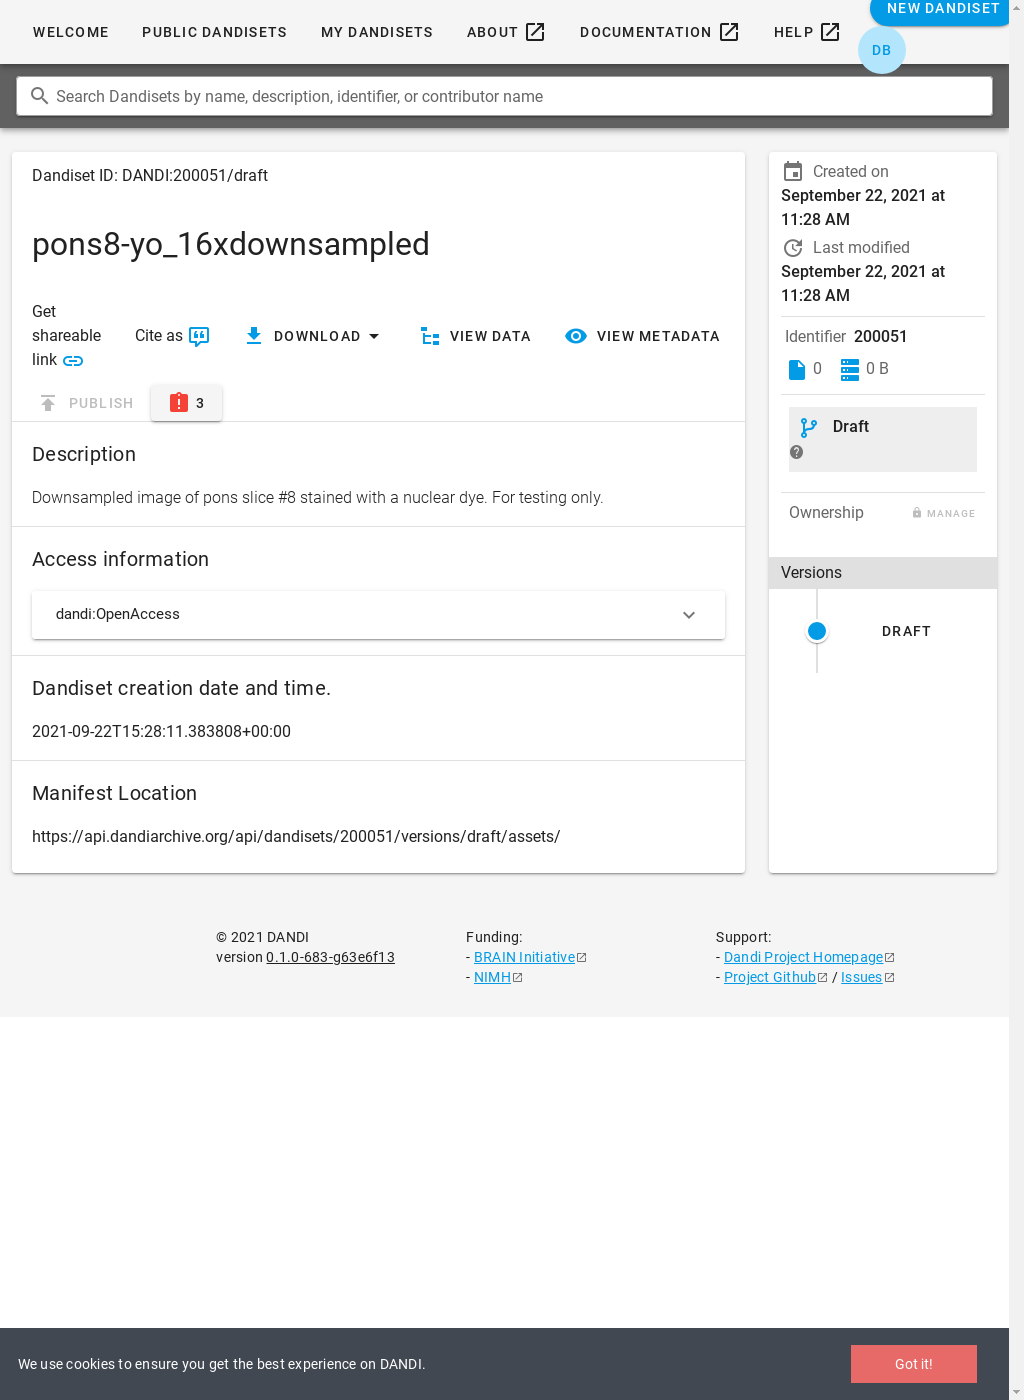 WELCOME
PUBLIC DANDISETS
MY DANDISETS
ABOUT
DOCUMENTATION
HELP
NEW DANDISET
DB
Search Dandisets by name, description, identifier, or contributor name
Dandiset ID: DANDI:200051/draft
pons8-yo_16xdownsampled
Get
shareable
link
Cite as
DOWNLOAD
VIEW DATA
VIEW METADATA
PUBLISH
3
Description
Downsampled image of pons slice #8 stained with a nuclear dye. For testing only.
Access information
dandi:OpenAccess
Dandiset creation date and time.
2021-09-22T15:28:11.383808+00:00
Manifest Location
https://api.dandiarchive.org/api/dandisets/200051/versions/draft/assets/
Created on
September 22, 2021 at
11:28 AM
Last modified
September 22, 2021 at
11:28 AM
Identifier 200051
0
0 B
Draft
Ownership
MANAGE
Versions
DRAFT
© 2021 DANDI
version 0.1.0-683-g63e6f13
Funding:
- BRAIN Initiative
- NIMH
Support:
- Dandi Project Homepage
- Project Github / Issues
We use cookies to ensure you get the best experience on DANDI.
Got it!